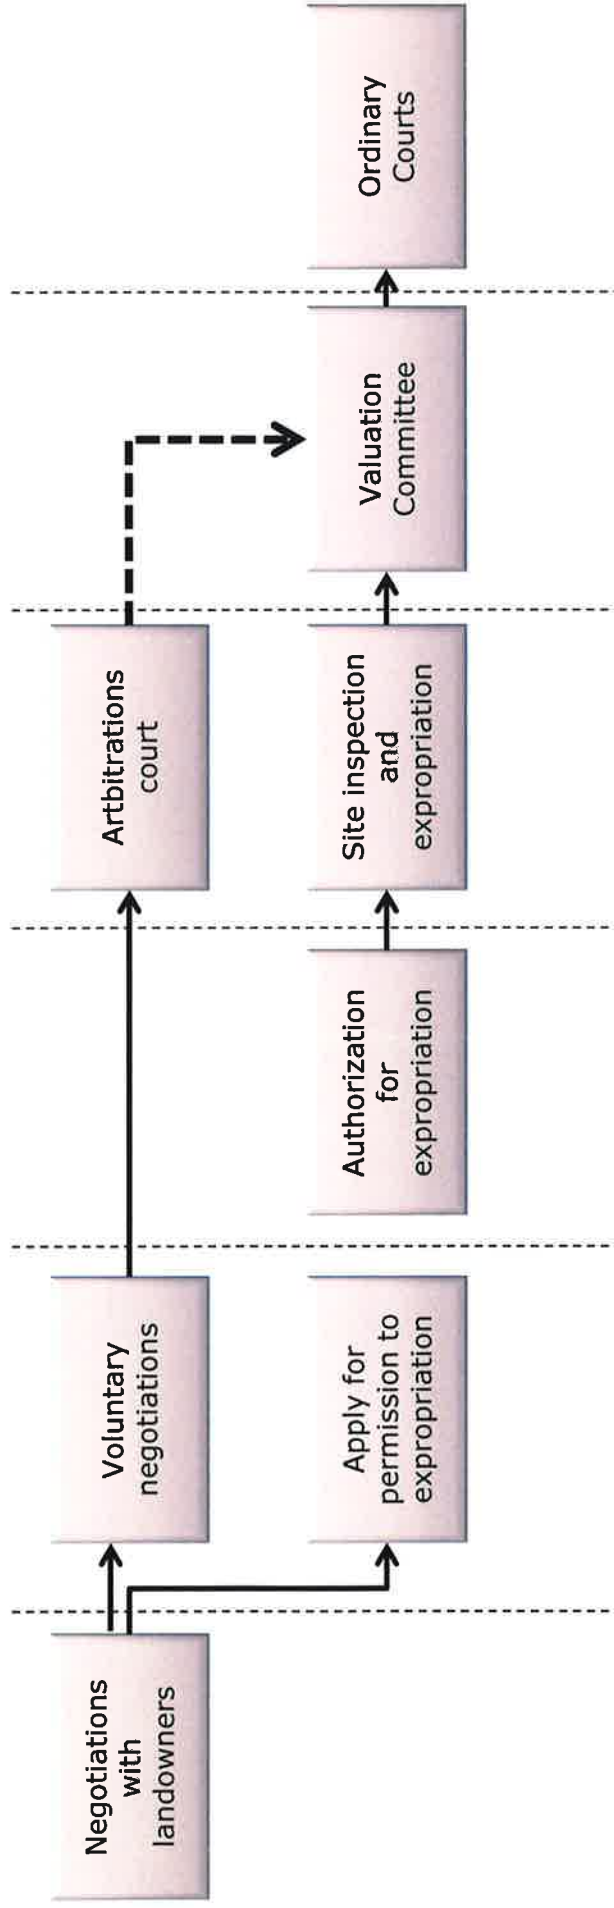 Negotiations
with
landowners
Voluntary
negotiations
Artbitrations
court
Apply for
permission to
expropriation
Authorization
for
expropriation
Site inspection
and
expropriation
Valuation
Committee
Ordinary
Courts